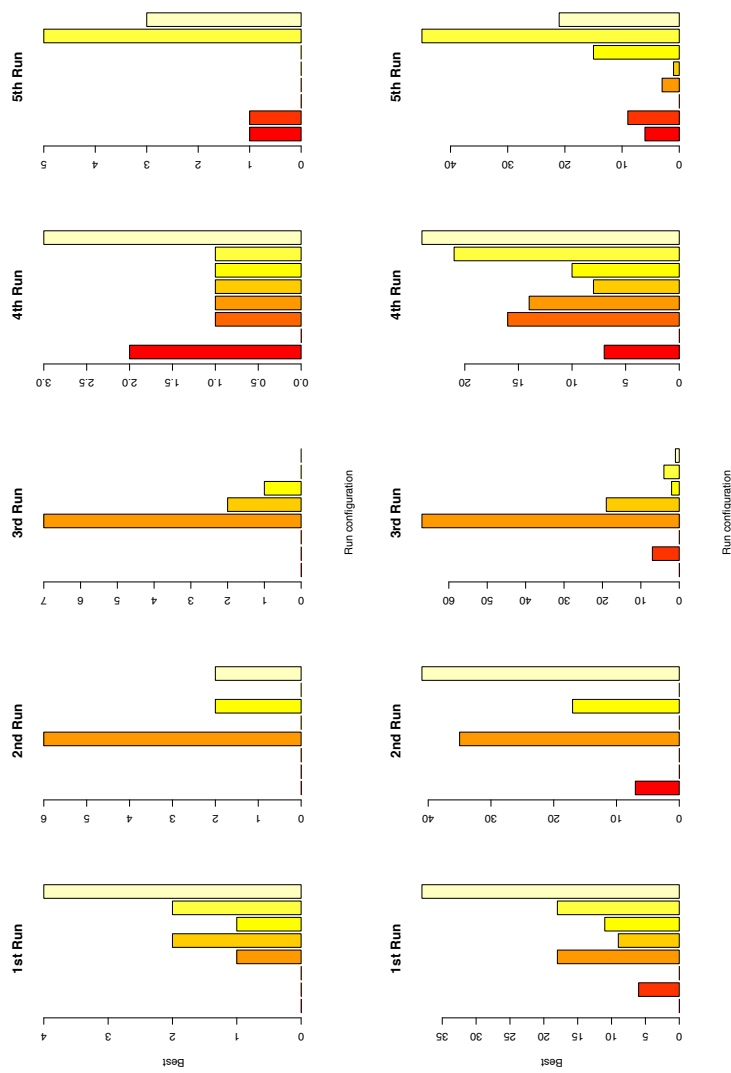 1st Run
2nd Run
3rd Run
4th Run
5th Run
Best
0 1 2 3 4
0 1 2 3 4 5 6
0 1 2 3 4 5 6 7
0.0 0.5 1.0 1.5 2.0 2.5 3.0
0 1 2 3 4 5
Run configuration
1st Run
2nd Run
3rd Run
4th Run
5th Run
Best
0 5 10 15 20 25 30 35
0 10 20 30 40
0 10 20 30 40 50 60
0 5 10 15 20
0 10 20 30 40
Run configuration